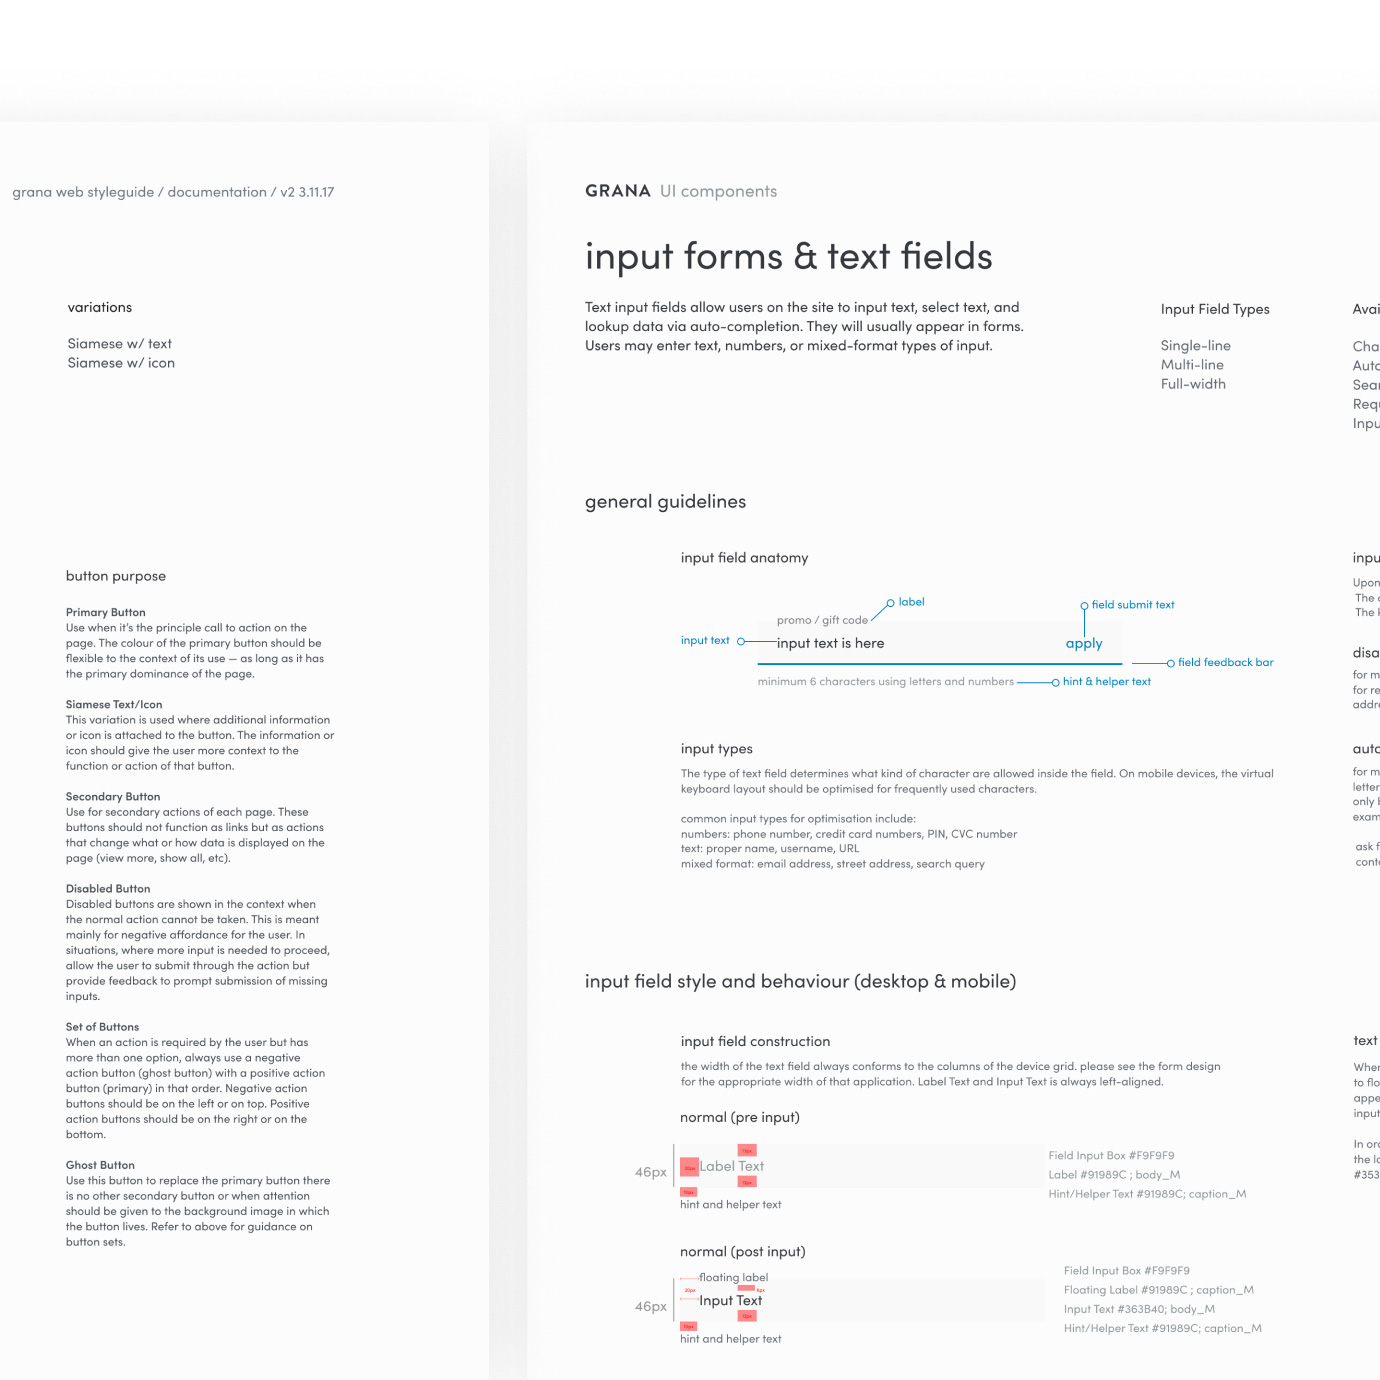 grana web styleguide / documentation / v2 3.11.17
variations
Siamese w/ text
Siamese w/ icon
button purpose
Primary Button
Use when it's the principle call to action on the
page. The colour of the primary button should be
flexible to the context of its use — as long as it has
the primary dominance of the page.
Siamese Text/Icon
This variation is used where additional information
or icon is attached to the button. The information or
icon should give the user more context to the
function or action of that button.
Secondary Button
Use for secondary actions of each page. These
buttons should not function as links but as actions
that change what or how data is displayed on the
page (view more, show all, etc).
Disabled Button
Disabled buttons are shown in the context when
the normal action cannot be taken. This is meant
mainly for negative affordance for the user. In
situations, where more input is needed to proceed,
allow the user to submit through the action but
provide feedback to prompt submission of missing
inputs.
Set of Buttons
When an action is required by the user but has
more than one option, always use a negative
action button (ghost button) with a positive action
button (primary) in that order. Negative action
buttons should be on the left or on top. Positive
action buttons should be on the right or on the
bottom.
Ghost Button
Use this button to replace the primary button there
is no other secondary button or when attention
should be given to the background image in which
the button lives. Refer to above for guidance on
button sets.
GRANA UI components
input forms & text fields
Text input fields allow users on the site to input text, select text, and
lookup data via auto-completion. They will usually appear in forms.
Users may enter text, numbers, or mixed-format types of input.
Input Field Types
Single-line
Multi-line
Full-width
general guidelines
input field anatomy
label
field submit text
promo / gift code
input text
input text is here
apply
field feedback bar
minimum 6 characters using letters and numbers
hint & helper text
input types
The type of text field determines what kind of character are allowed inside the field. On mobile devices, the virtual
keyboard layout should be optimised for frequently used characters.
common input types for optimisation include:
numbers: phone number, credit card numbers, PIN, CVC number
text: proper name, username, URL
mixed format: email address, street address, search query
input field style and behaviour (desktop & mobile)
input field construction
the width of the text field always conforms to the columns of the device grid. please see the form design
for the appropriate width of that application. Label Text and Input Text is always left-aligned.
normal (pre input)
46px
Label Text
hint and helper text
Field Input Box #F9F9F9
Label #91989C ; body_M
Hint/Helper Text #91989C; caption_M
normal (post input)
floating label
46px
Input Text
hint and helper text
Field Input Box #F9F9F9
Floating Label #91989C ; caption_M
Input Text #363B40; body_M
Hint/Helper Text #91989C; caption_M
Upon
The
for
for
text
In